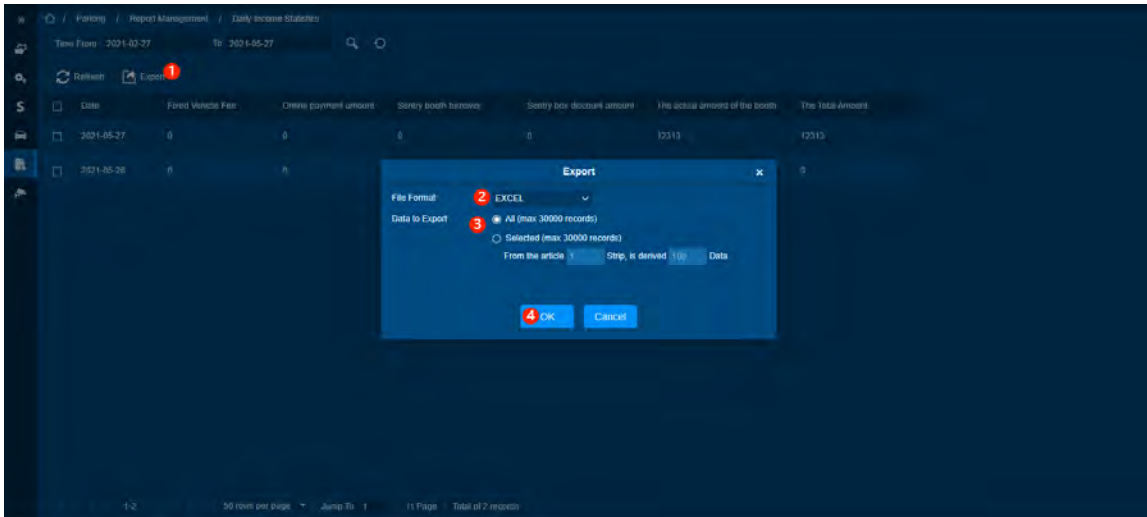 / Parking / Report Management / Daily Income Statistics
Time From 2021-02-27 To 2021-05-27
Refresh Export 1
Date Fixed Vehicle Fee Online payment amount Sentry booth turnover Sentry box discount amount The actual amount of the booth The Total Amount
2021-05-27 0 0 0 0 12313 12313
2021-05-26 0 0 0
Export ×
File Format 2 EXCEL
Data to Export 3 All (max 30000 records)
Selected (max 30000 records)
From the article 1 Strip, is derived 100 Data
4 OK Cancel
1-2 50 rows per page Jump To 1 /1 Page Total of 2 records